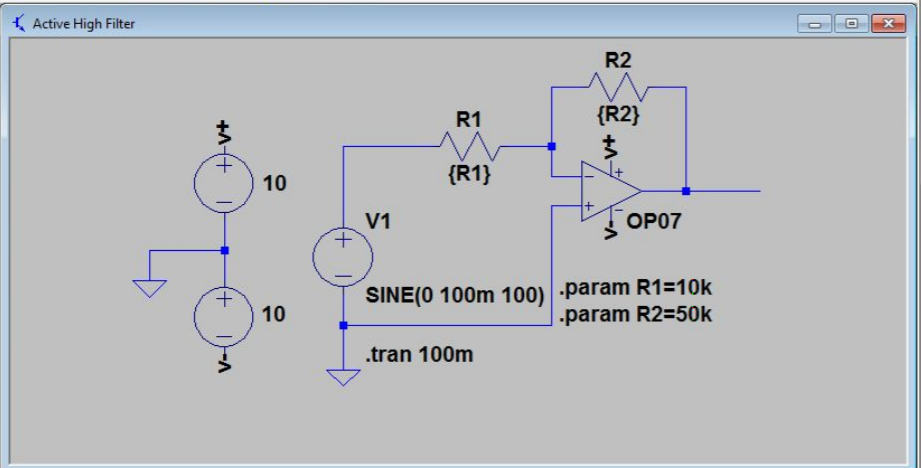 Active High Filter
R2
{R2}
R1
{R1}
V+
10
V+
V1
OP07
V-
SINE(0 100m 100)
.param R1=10k
.param R2=50k
10
V-
.tran 100m